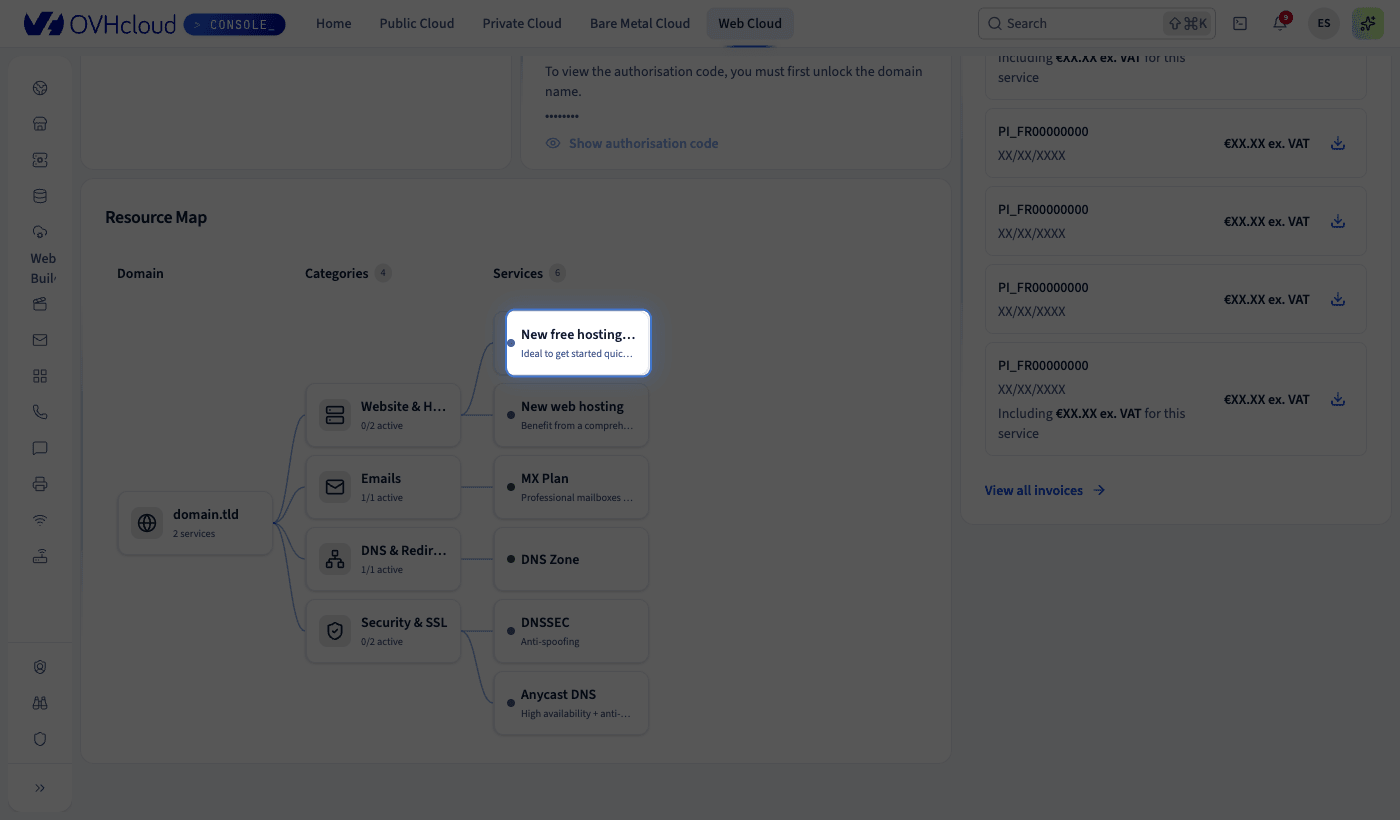 OVHcloud > CONSOLE_
Home
Public Cloud
Private Cloud
Bare Metal Cloud
Web Cloud
Search
⇧⌘K
9
ES
Web
To view the authorisation code, you must first unlock the domain
name.
••••••••
Show authorisation code
Resource Map
Domain
Categories 4
Services 6
domain.tld
2 services
Website & H...
0/2 active
Emails
1/1 active
DNS & Redir...
1/1 active
Security & SSL
0/2 active
New free hosting...
Ideal to get started quic...
New web hosting
Benefit from a compreh...
MX Plan
Professional mailboxes ...
DNS Zone
DNSSEC
Anti-spoofing
Anycast DNS
High availability + anti-...
Including €XX.XX ex. VAT for this
service
PI_FR00000000
XX/XX/XXXX
€XX.XX ex. VAT
PI_FR00000000
XX/XX/XXXX
€XX.XX ex. VAT
PI_FR00000000
XX/XX/XXXX
€XX.XX ex. VAT
PI_FR00000000
XX/XX/XXXX
Including €XX.XX ex. VAT for this
service
€XX.XX ex. VAT
View all invoices